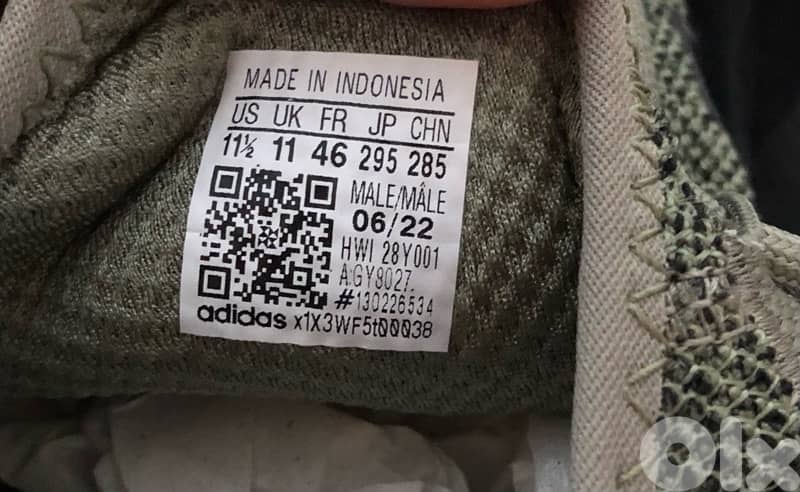 MADE IN INDONESIA
US UK FR JP CHN
11½ 11 46 295 285
MALE/MÂLE
06/22
HWI 28Y001
A:GY8027.
#130226534
adidas x1X3WF5t00038
Olx